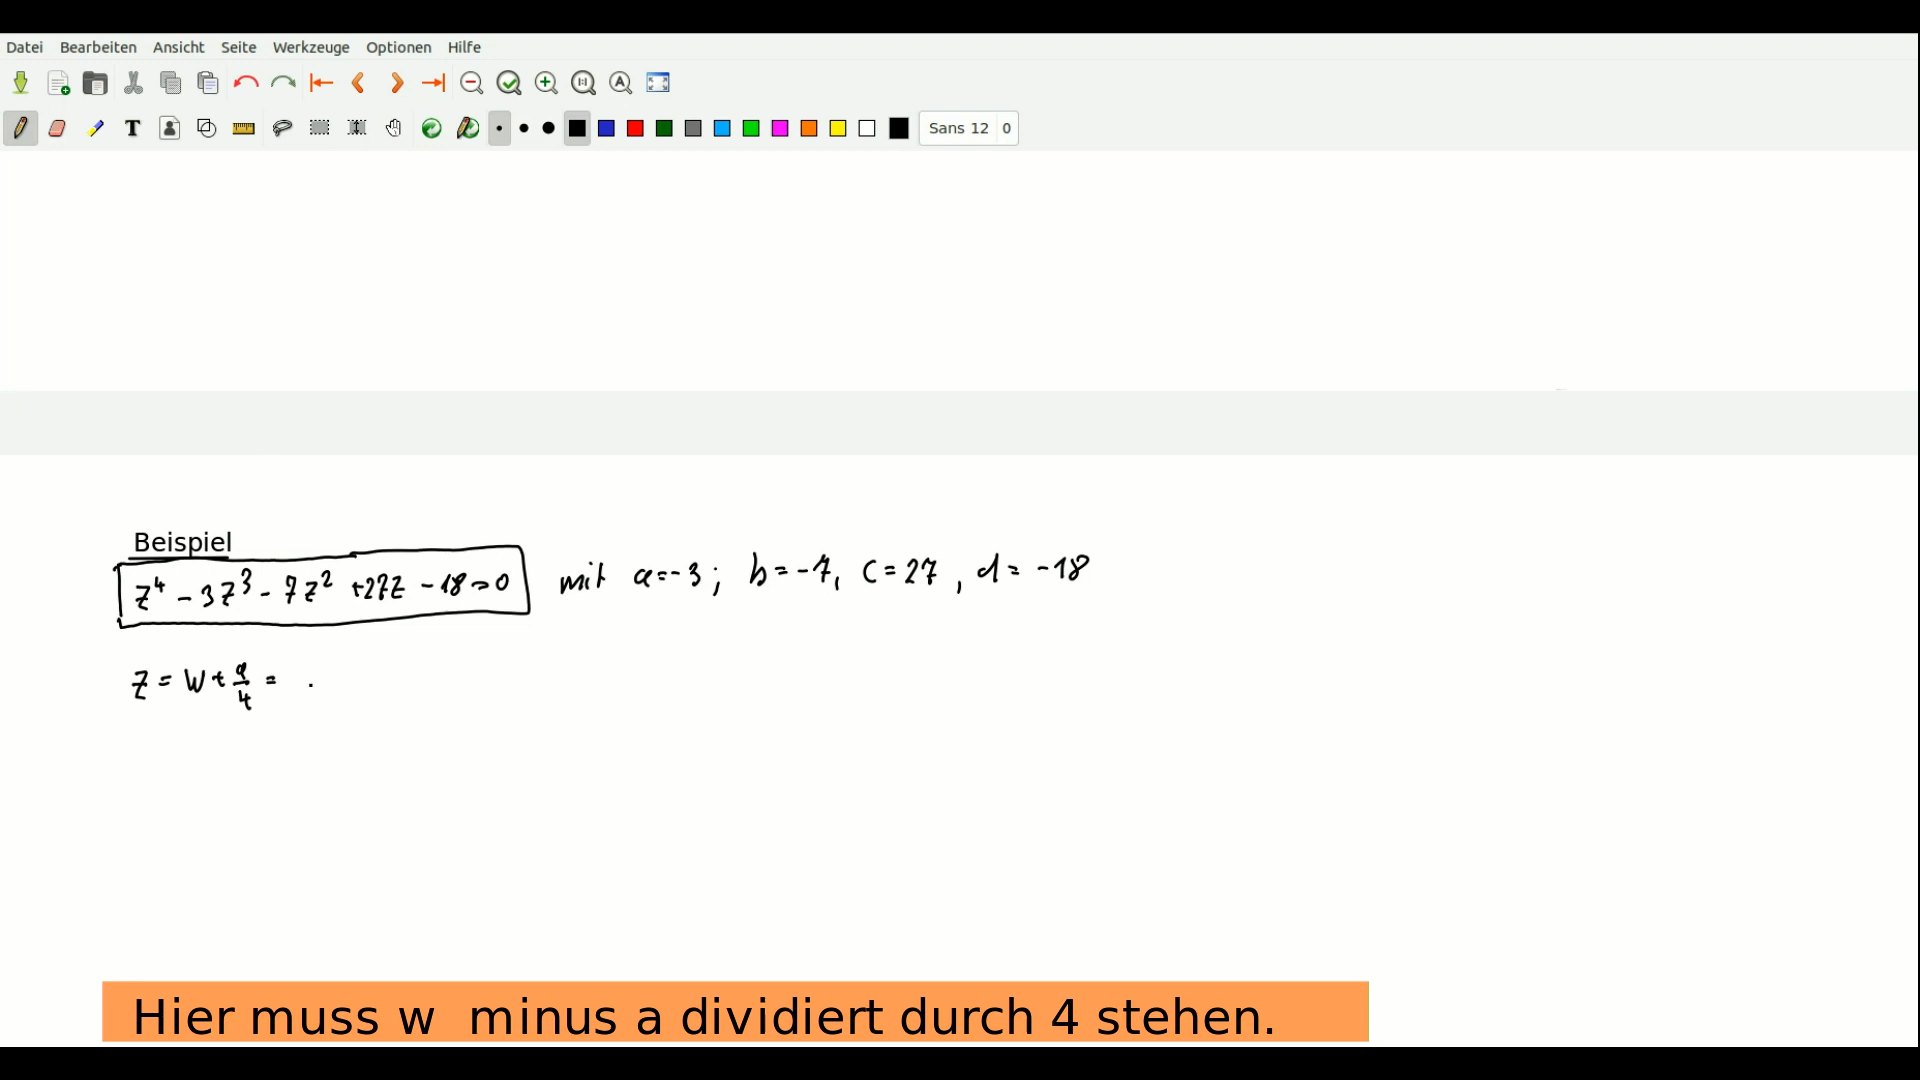 Datei Bearbeiten Ansicht Seite Werkzeuge Optionen Hilfe
Sans 12 0
Beispiel
z⁴ - 3z³ - 7z² + 27z - 18 = 0 mit a = -3; b = -7, c = 27, d = -18
z = w + a/4 = .
Hier muss w minus a dividiert durch 4 stehen.